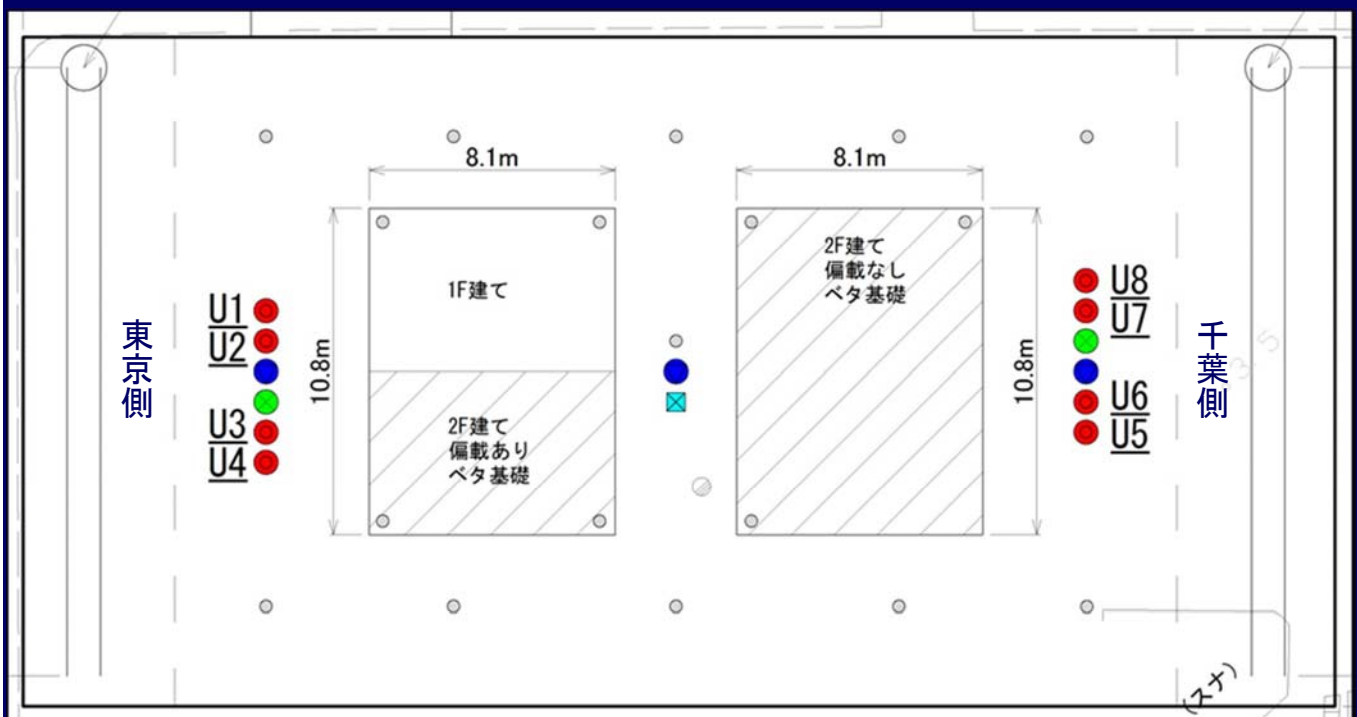 8.1m
8.1m
10.8m
1F建て
2F建て
偏載あり
ベタ基礎
2F建て
偏載なし
ベタ基礎
10.8m
東京側
U1
U2
U3
U4
U8
U7
U6
U5
千葉側
3.5
(スナ)